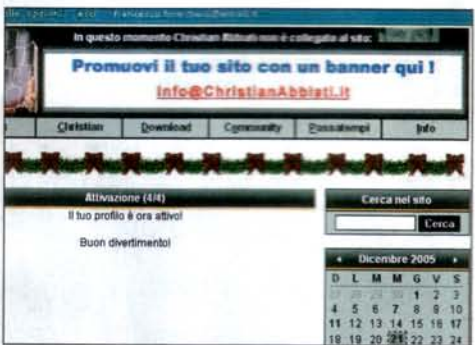 In questo momento Christian Abbiati non è collegato al sito:
Promuovi il tuo sito con un banner qui !
info@ChristianAbbiati.it
Christian Download Community Passatempi Info
Attivazione (4/4)
Il tuo profilo è ora attivo!
Buon divertimento!
Cerca nel sito
Cerca
Dicembre 2005
D L M M G V S
1 2 3
4 5 6 7 8 9 10
11 12 13 14 15 16 17
18 19 20 21 22 23 24